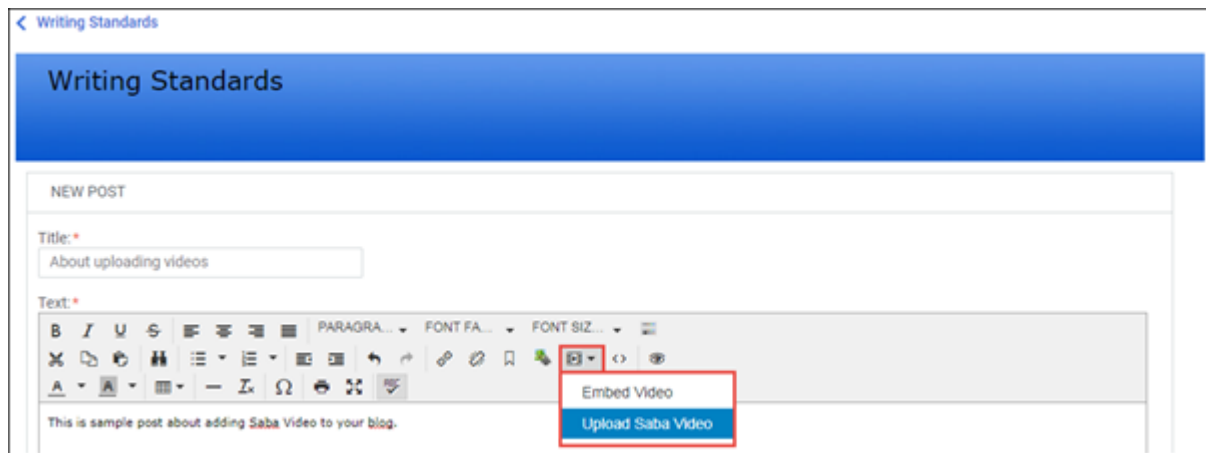 Writing Standards
Writing Standards
NEW POST
Title:*
About uploading videos
Text:*
B I U S PARAGRA... FONT FA... FONT SIZ...
A A Ix Ω
Embed Video
Upload Saba Video
This is sample post about adding Saba Video to your blog.